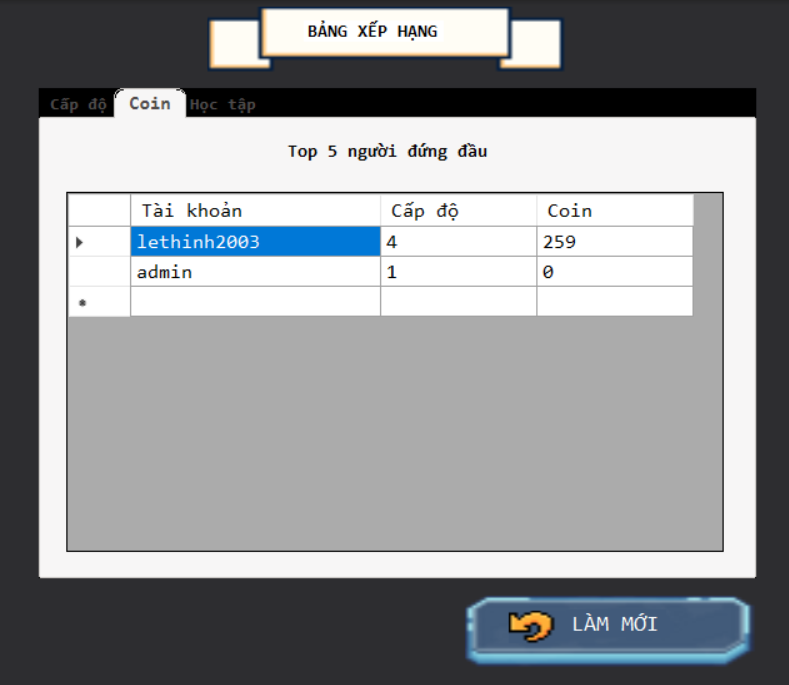 BẢNG XẾP HẠNG
Cấp độ Coin Học tập
Top 5 người đứng đầu
Tài khoản Cấp độ Coin
lethinh2003 4 259
admin 1 0
LÀM MỚI